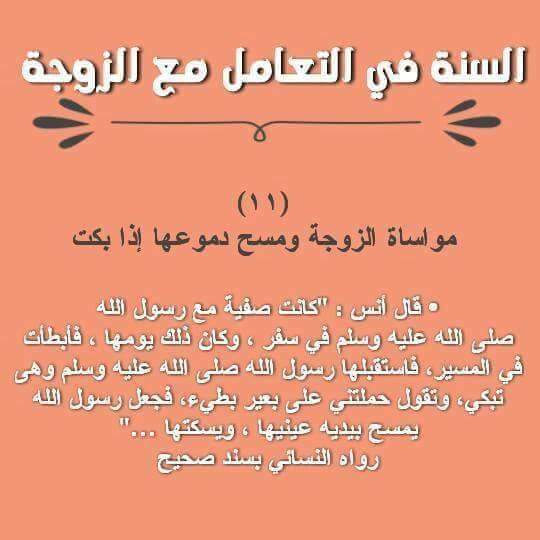 السنة في التعامل مع الزوجة
(١١)
مواساة الزوجة ومسح دموعها إذا بكت
• قال أنس : "كانت صفية مع رسول الله
صلى الله عليه وسلم في سفر ، وكان ذلك يومها ، فأبطأت
في المسير، فاستقبلها رسول الله صلى الله عليه وسلم وهى
تبكي، وتقول حملتني على بعير بطيء، فجعل رسول الله
يمسح بيديه عينيها ، ويسكتها ..."
رواه النسائي بسند صحيح